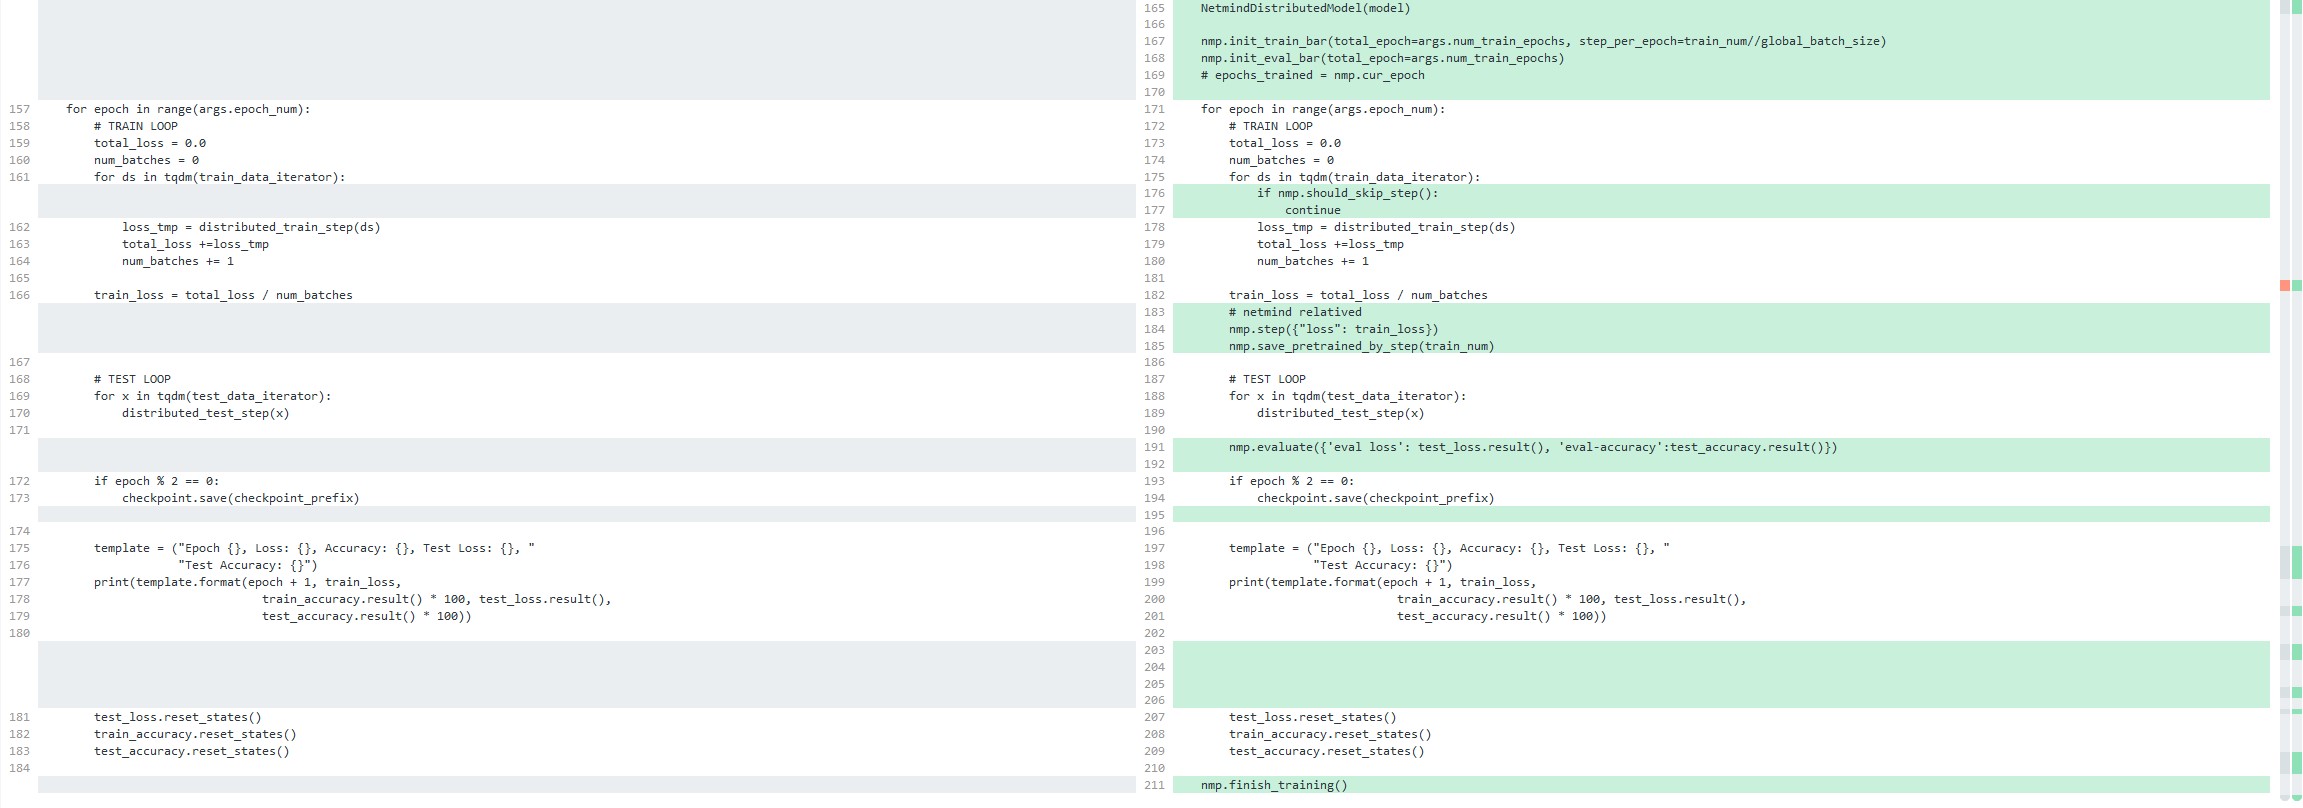 157 for epoch in range(args.epoch_num):
158 # TRAIN LOOP
159 total_loss = 0.0
160 num_batches = 0
161 for ds in tqdm(train_data_iterator):
162 loss_tmp = distributed_train_step(ds)
163 total_loss +=loss_tmp
164 num_batches += 1
165
166 train_loss = total_loss / num_batches
167
168 # TEST LOOP
169 for x in tqdm(test_data_iterator):
170 distributed_test_step(x)
171
172 if epoch % 2 == 0:
173 checkpoint.save(checkpoint_prefix)
174
175 template = ("Epoch {}, Loss: {}, Accuracy: {}, Test Loss: {}, "
176 "Test Accuracy: {}")
177 print(template.format(epoch + 1, train_loss,
178 train_accuracy.result() * 100, test_loss.result(),
179 test_accuracy.result() * 100))
180
181 test_loss.reset_states()
182 train_accuracy.reset_states()
183 test_accuracy.reset_states()
184
165 NetmindDistributedModel(model)
166
167 nmp.init_train_bar(total_epoch=args.num_train_epochs, step_per_epoch=train_num//global_batch_size)
168 nmp.init_eval_bar(total_epoch=args.num_train_epochs)
169 # epochs_trained = nmp.cur_epoch
170
171 for epoch in range(args.epoch_num):
172 # TRAIN LOOP
173 total_loss = 0.0
174 num_batches = 0
175 for ds in tqdm(train_data_iterator):
176 if nmp.should_skip_step():
177 continue
178 loss_tmp = distributed_train_step(ds)
179 total_loss +=loss_tmp
180 num_batches += 1
181
182 train_loss = total_loss / num_batches
183 # netmind relatived
184 nmp.step({"loss": train_loss})
185 nmp.save_pretrained_by_step(train_num)
186
187 # TEST LOOP
188 for x in tqdm(test_data_iterator):
189 distributed_test_step(x)
190
191 nmp.evaluate({'eval loss': test_loss.result(), 'eval-accuracy':test_accuracy.result()})
192
193 if epoch % 2 == 0:
194 checkpoint.save(checkpoint_prefix)
195
196
197 template = ("Epoch {}, Loss: {}, Accuracy: {}, Test Loss: {}, "
198 "Test Accuracy: {}")
199 print(template.format(epoch + 1, train_loss,
200 train_accuracy.result() * 100, test_loss.result(),
201 test_accuracy.result() * 100))
202
203
204
205
206
207 test_loss.reset_states()
208 train_accuracy.reset_states()
209 test_accuracy.reset_states()
210
211 nmp.finish_training()